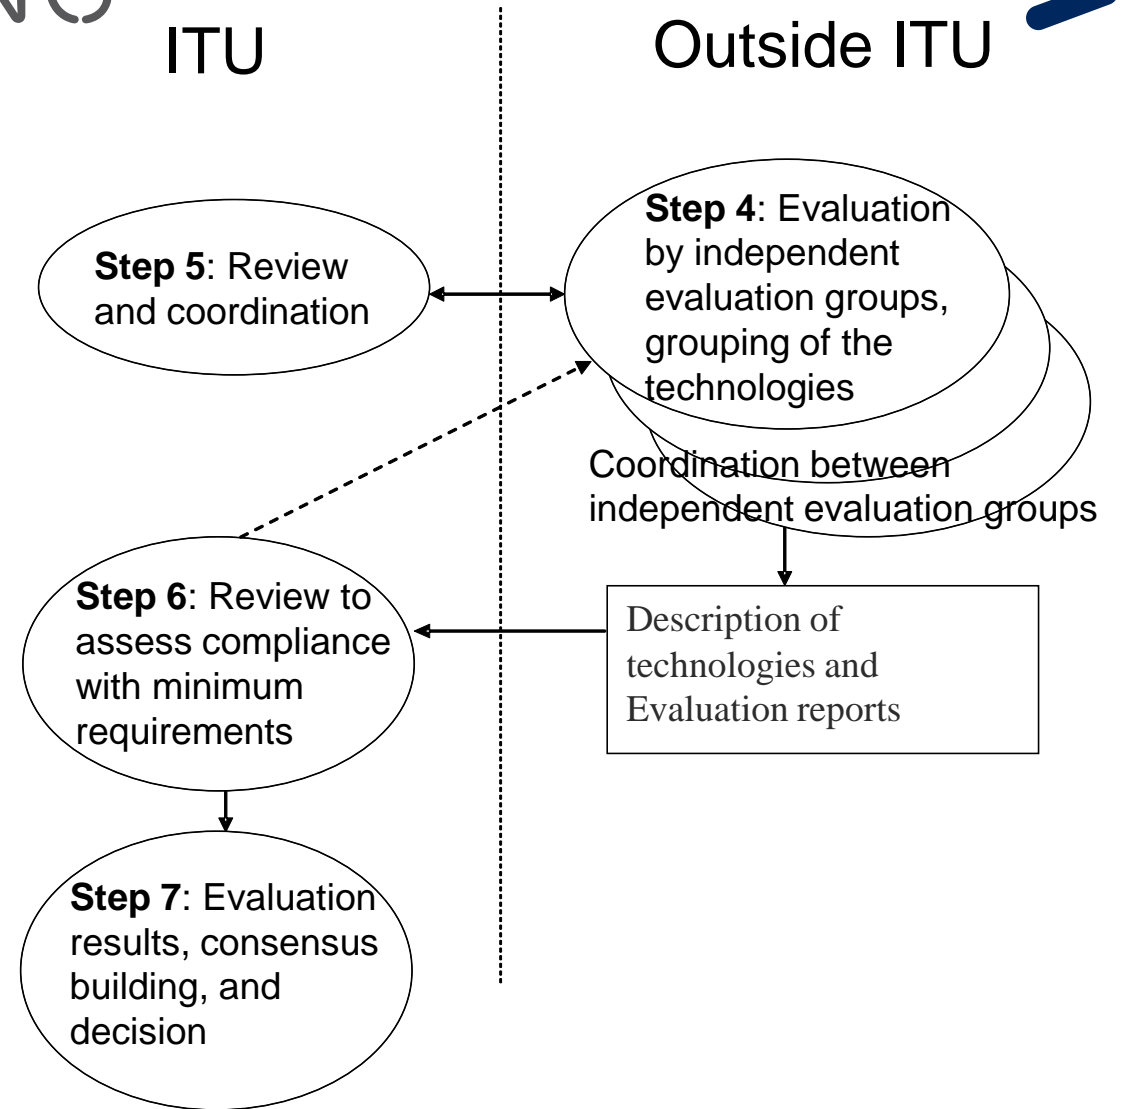 ITU
Outside ITU
Step 5: Review
and coordination
Step 4: Evaluation
by independent
evaluation groups,
grouping of the
technologies
Coordination between
independent evaluation groups
Step 6: Review to
assess compliance
with minimum
requirements
Description of
technologies and
Evaluation reports
Step 7: Evaluation
results, consensus
building, and
decision